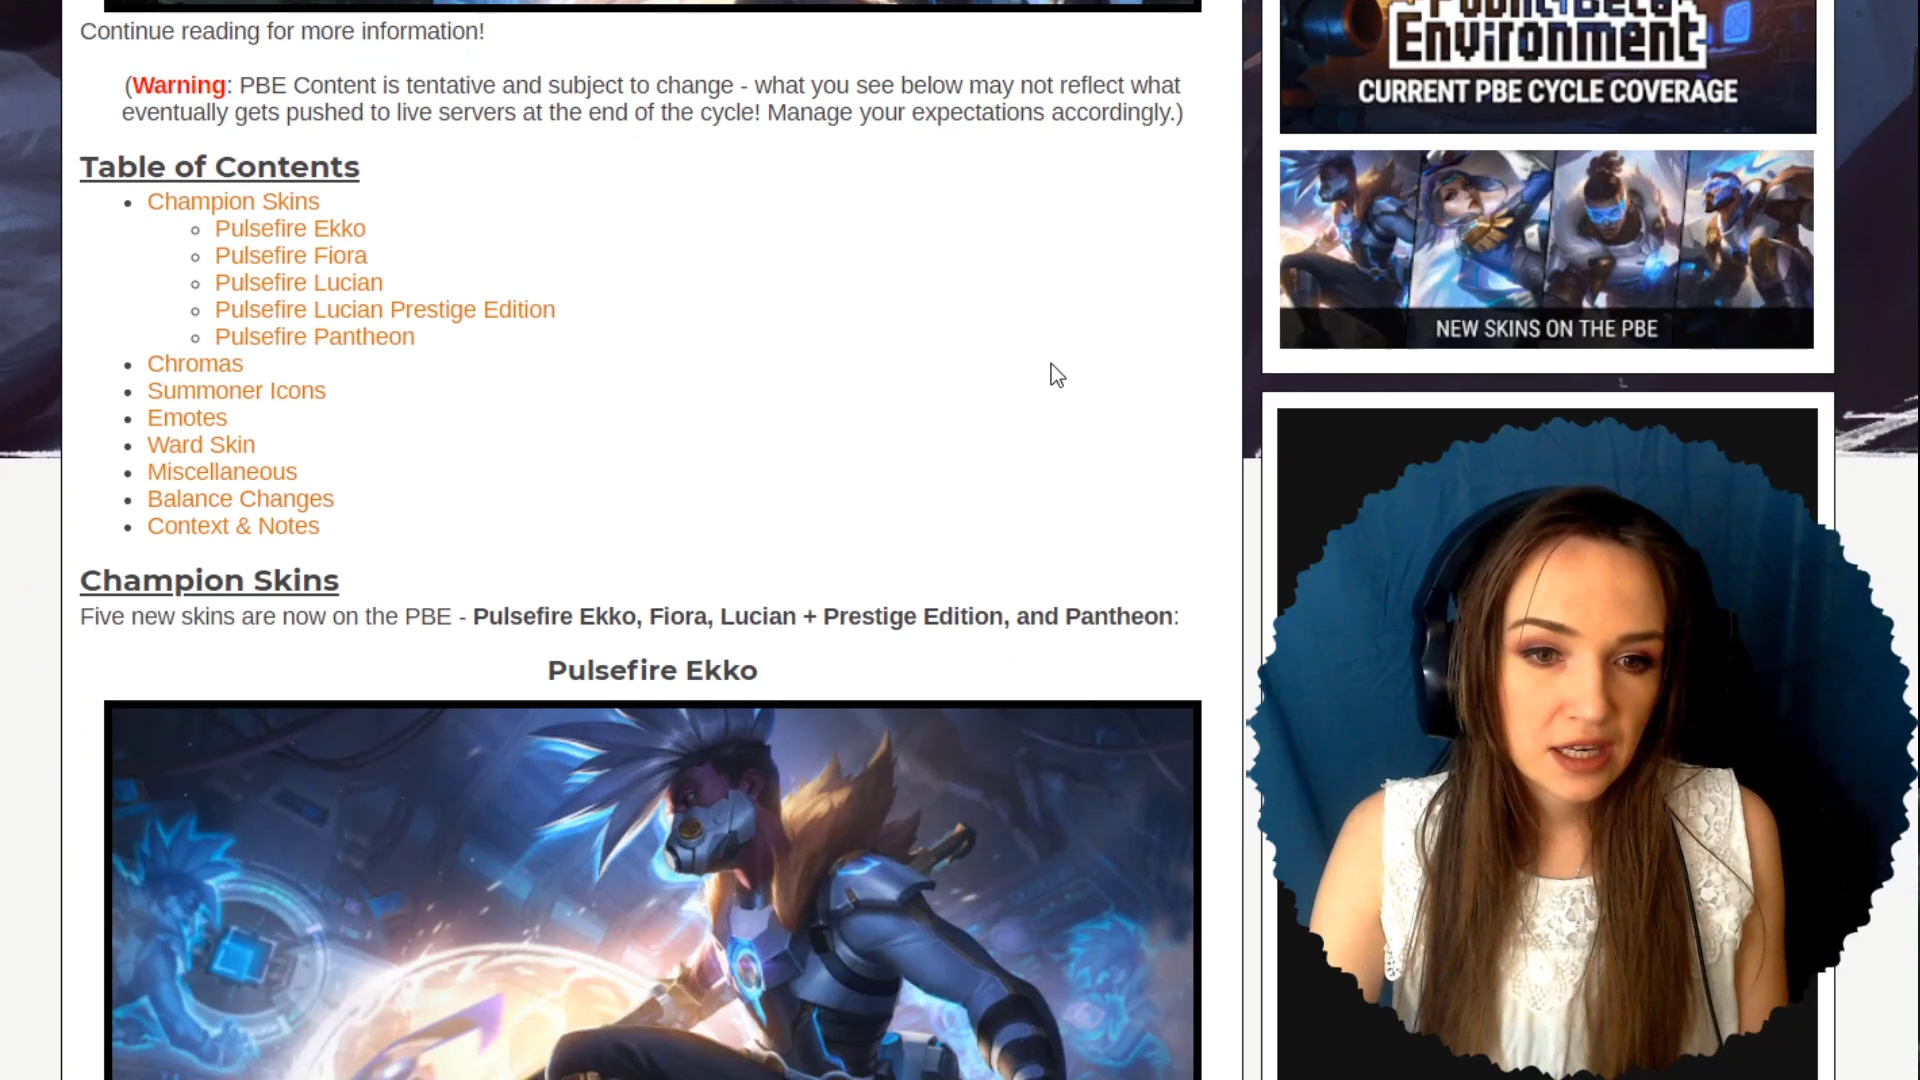 Continue reading for more information!
(Warning: PBE Content is tentative and subject to change - what you see below may not reflect what
eventually gets pushed to live servers at the end of the cycle! Manage your expectations accordingly.)
Table of Contents
Champion Skins
Pulsefire Ekko
Pulsefire Fiora
Pulsefire Lucian
Pulsefire Lucian Prestige Edition
Pulsefire Pantheon
Chromas
Summoner Icons
Emotes
Ward Skin
Miscellaneous
Balance Changes
Context & Notes
Champion Skins
Five new skins are now on the PBE - Pulsefire Ekko, Fiora, Lucian + Prestige Edition, and Pantheon:
Pulsefire Ekko
Public Beta
Environment
CURRENT PBE CYCLE COVERAGE
NEW SKINS ON THE PBE